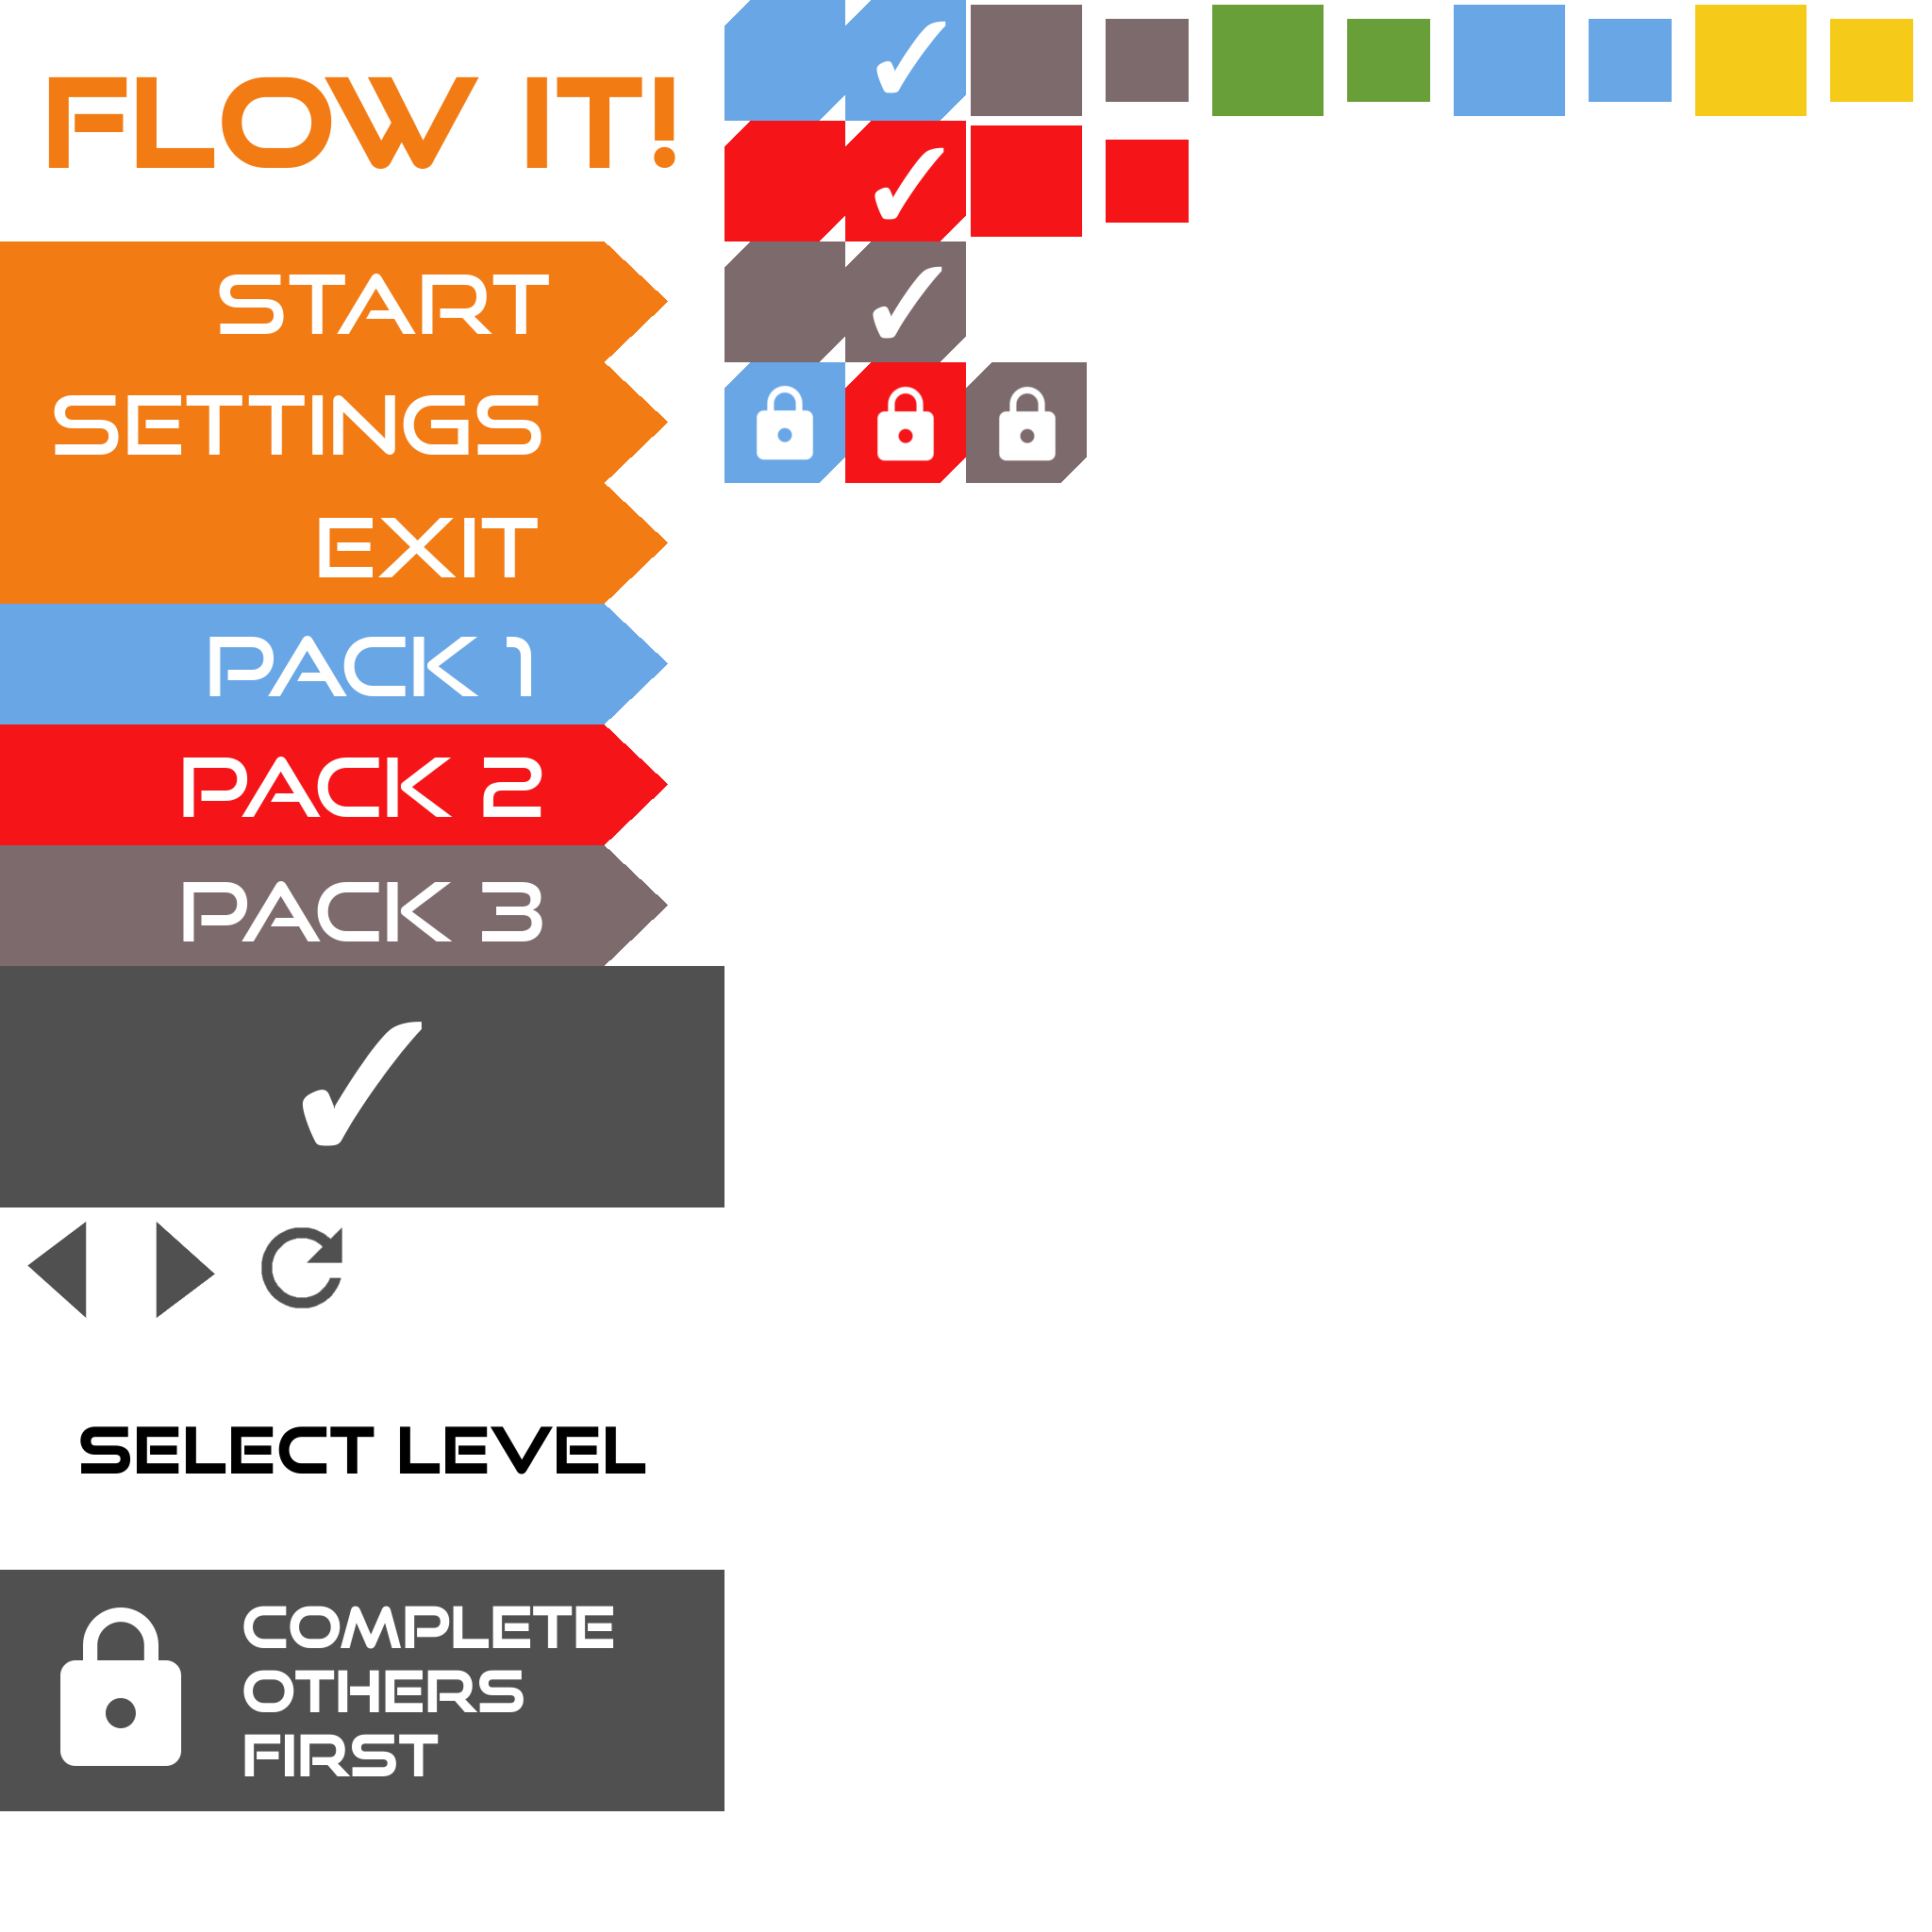 FLOW IT!
START
SETTINGS
EXIT
PACK 1
PACK 2
PACK 3
SELECT LEVEL
COMPLETE
OTHERS
FIRST